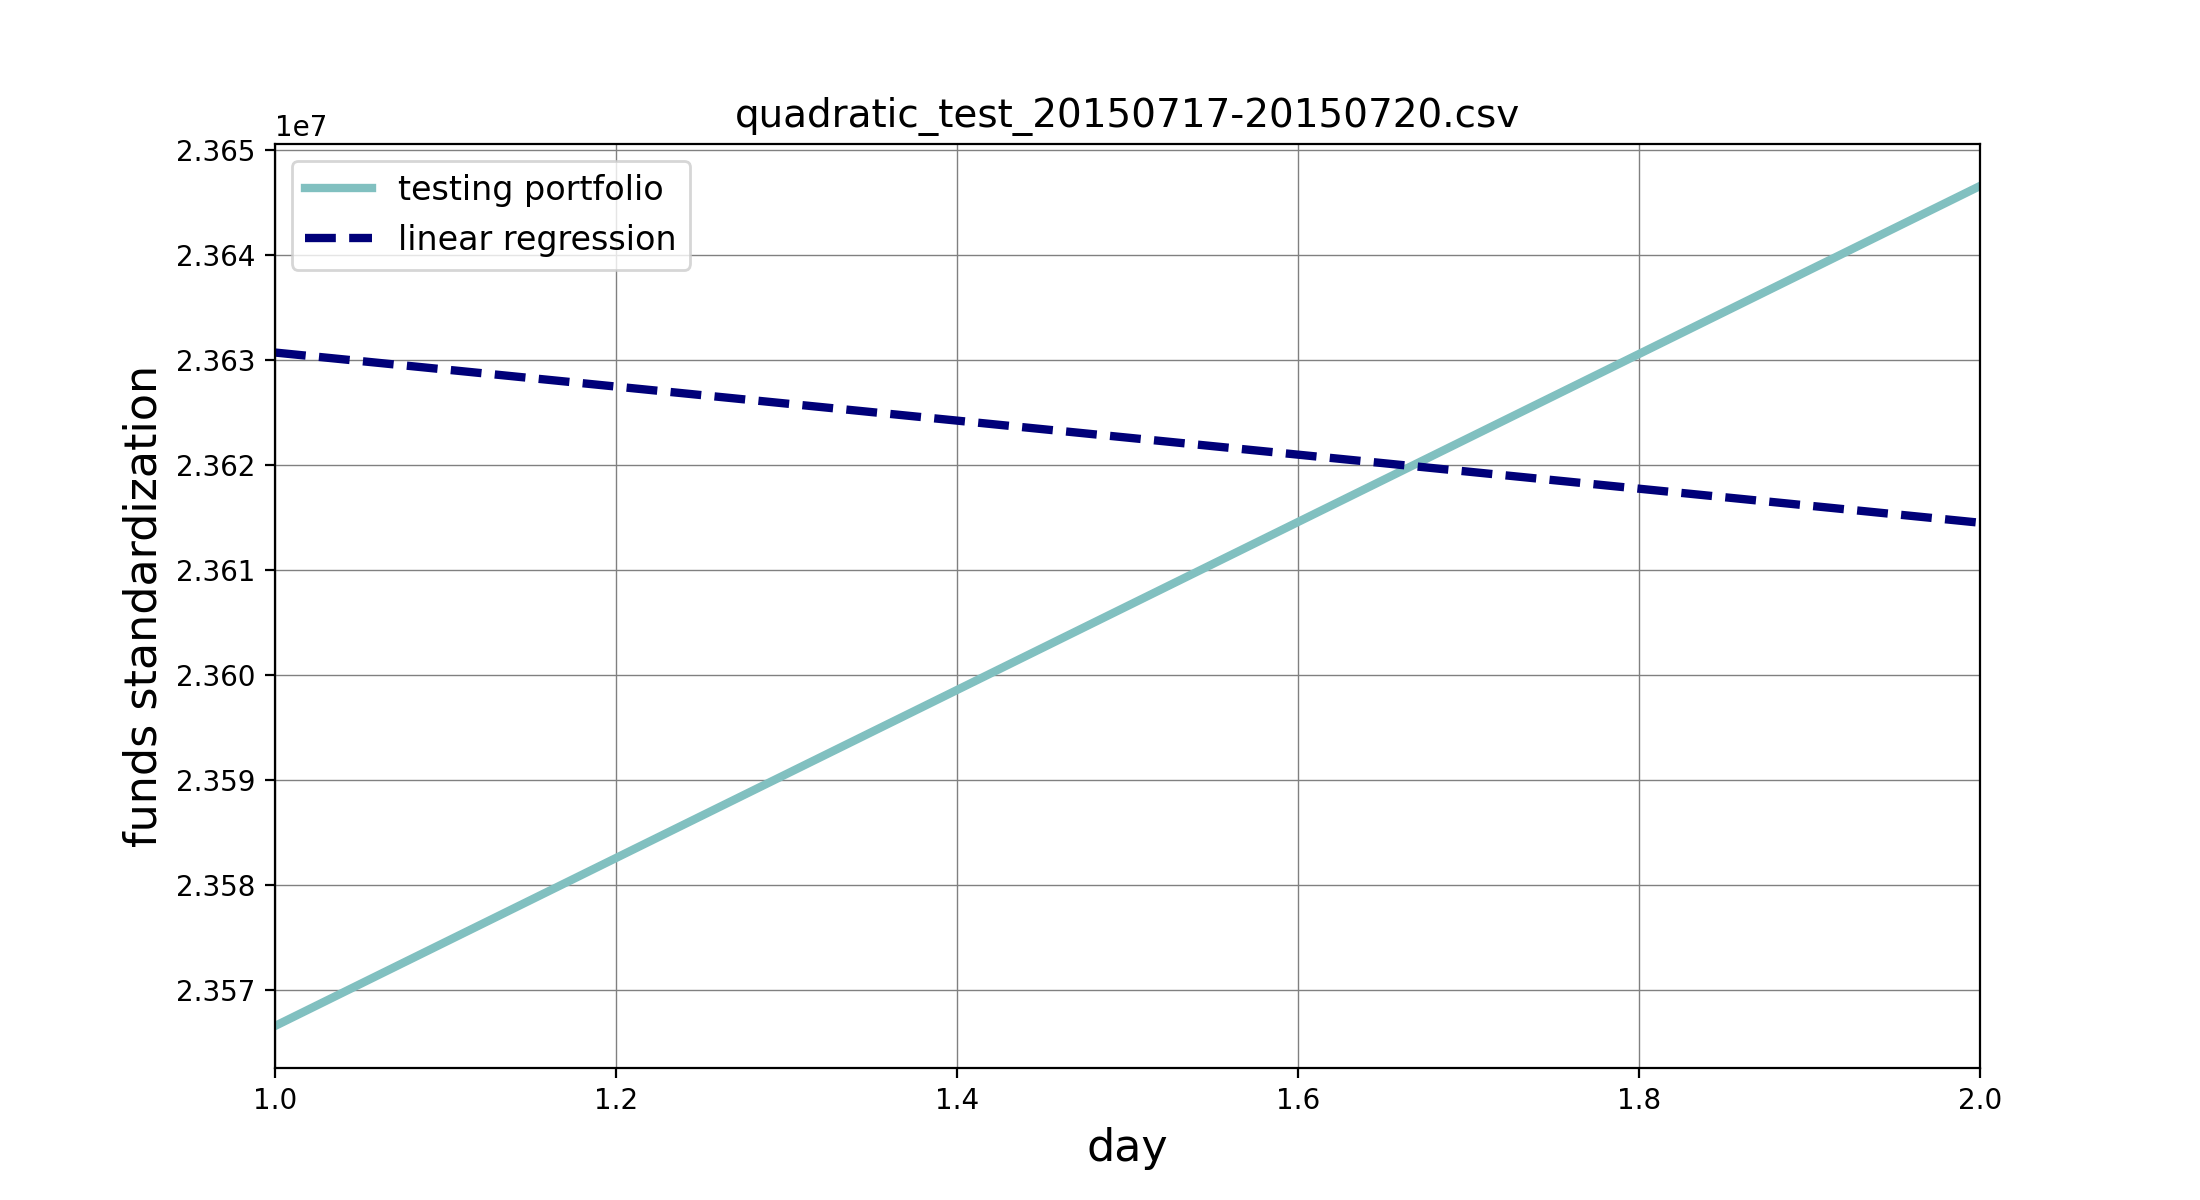 quadratic_test_20150717-20150720.csv
1e7
testing portfolio
linear regression
funds standardization
2.365
2.364
2.363
2.362
2.361
2.360
2.359
2.358
2.357
1.0 1.2 1.4 1.6 1.8 2.0
day